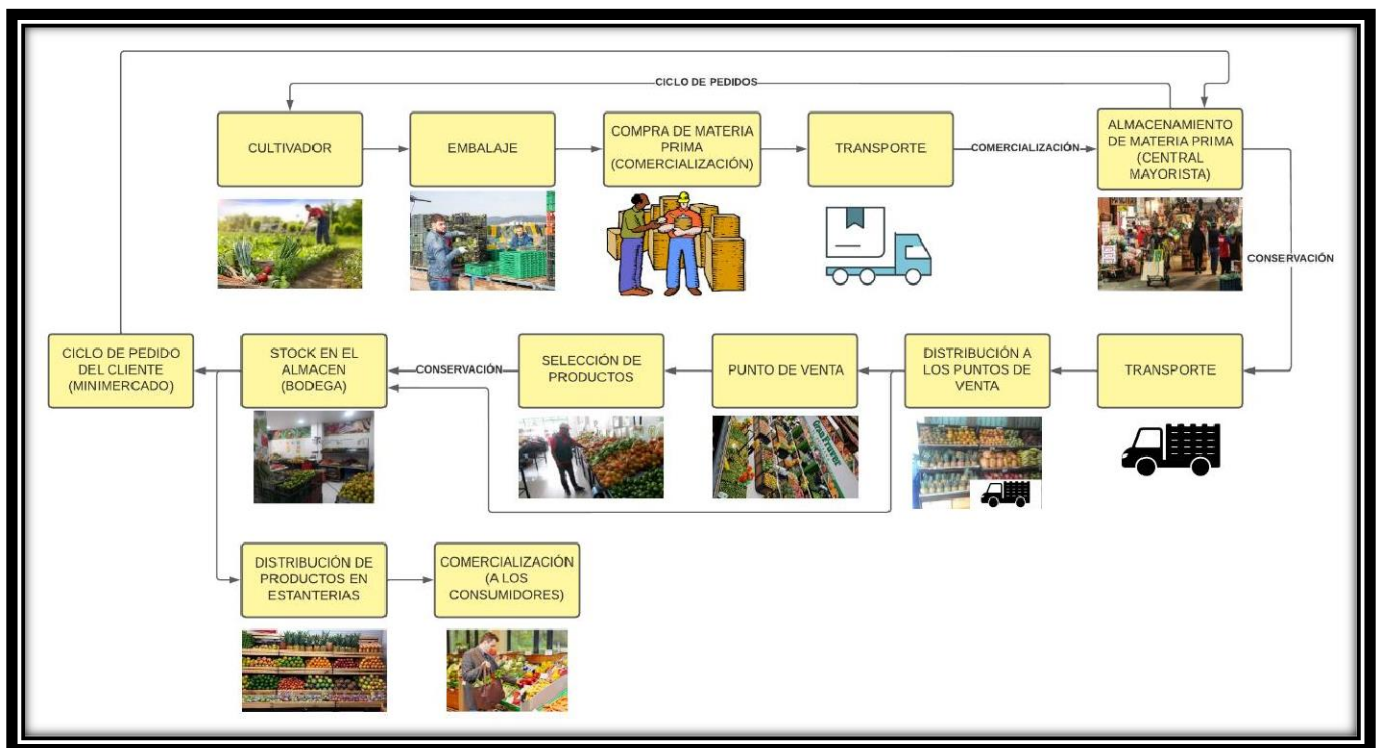 CICLO DE PEDIDOS
CULTIVADOR
EMBALAJE
COMPRA DE MATERIA
PRIMA
(COMERCIALIZACIÓN)
TRANSPORTE
COMERCIALIZACIÓN
ALMACENAMIENTO
DE MATERIA PRIMA
(CENTRAL
MAYORISTA)
CONSERVACIÓN
CICLO DE PEDIDO
DEL CLIENTE
(MINIMERCADO)
STOCK EN EL
ALMACEN
(BODEGA)
CONSERVACIÓN
SELECCIÓN DE
PRODUCTOS
PUNTO DE VENTA
DISTRIBUCIÓN A
LOS PUNTOS DE
VENTA
TRANSPORTE
DISTRIBUCIÓN DE
PRODUCTOS EN
ESTANTERIAS
COMERCIALIZACIÓN
(A LOS
CONSUMIDORES)